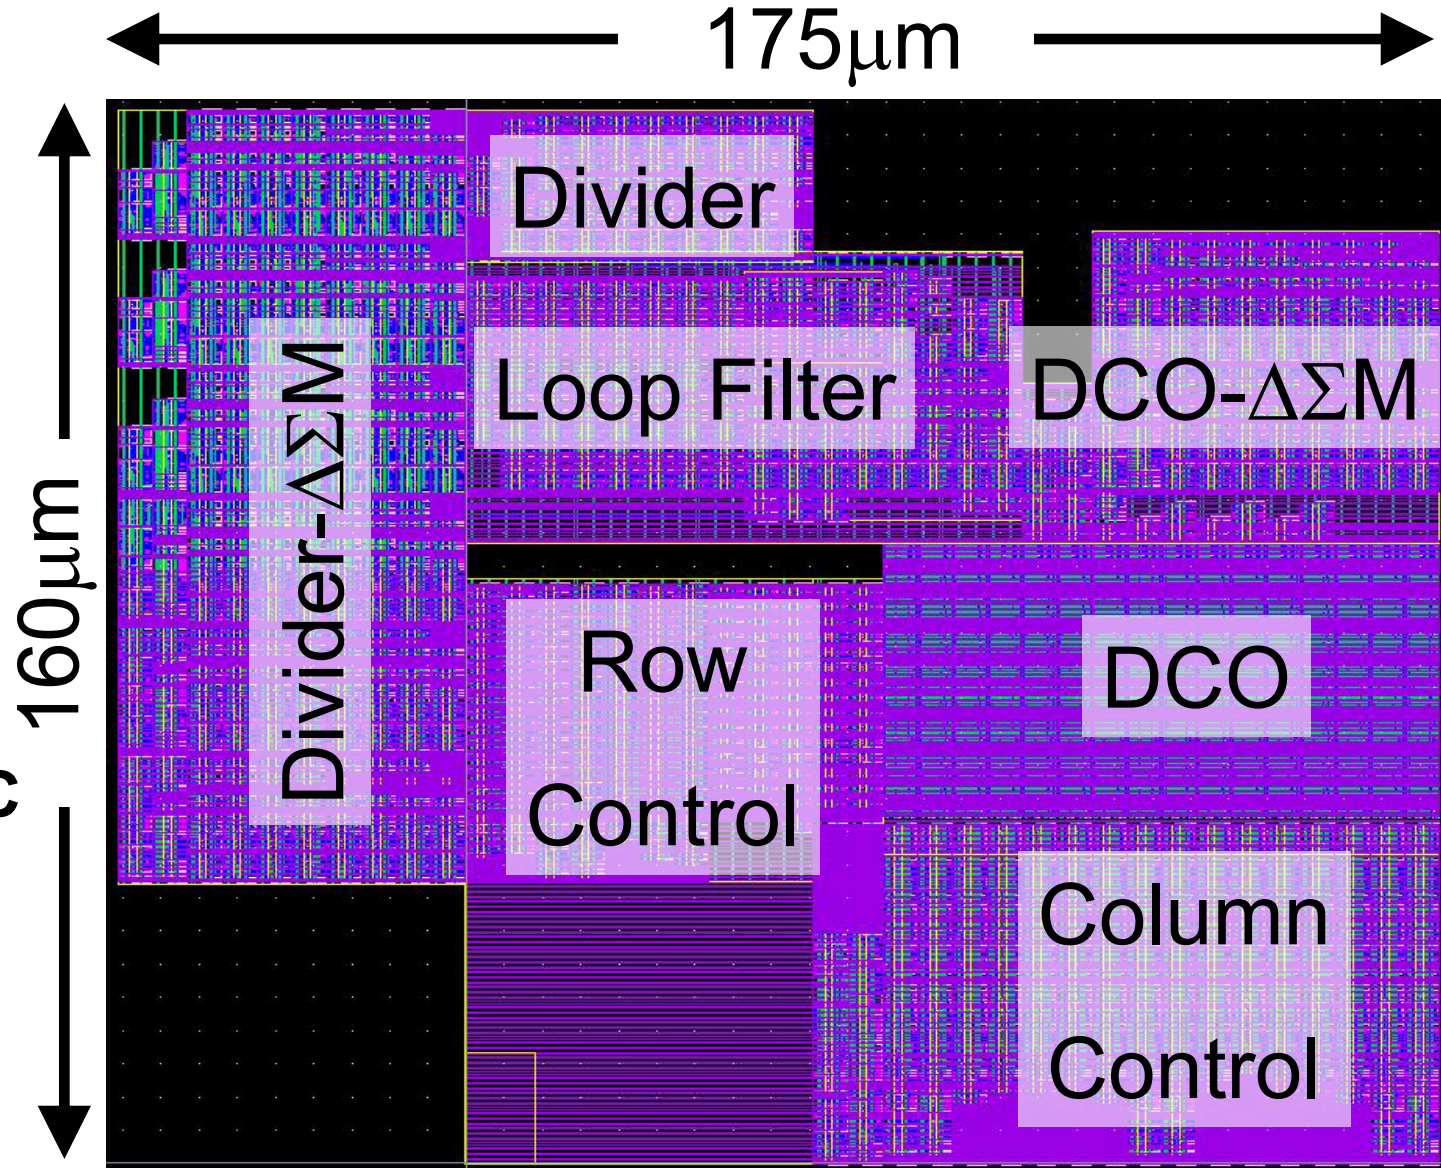 175μm
160μm
c
Divider
Divider-ΔΣM
Loop Filter
DCO-ΔΣM
Row
Control
DCO
Column
Control